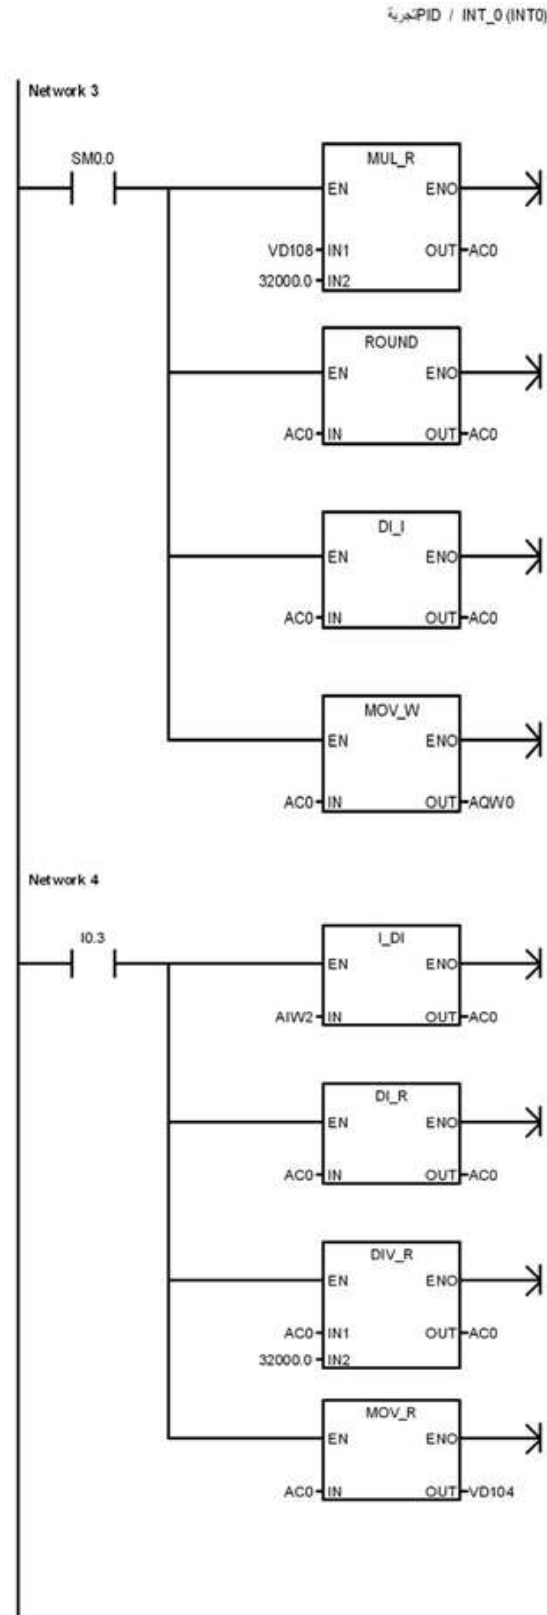 تجربةPID / INT_0 (INT0)
Network 3
SM0.0
MUL_R
EN ENO
VD108 IN1 OUT AC0
32000.0 IN2
ROUND
EN ENO
AC0 IN OUT AC0
DI_I
EN ENO
AC0 IN OUT AC0
MOV_W
EN ENO
AC0 IN OUT AQW0
Network 4
I0.3
I_DI
EN ENO
AIW2 IN OUT AC0
DI_R
EN ENO
AC0 IN OUT AC0
DIV_R
EN ENO
AC0 IN1 OUT AC0
32000.0 IN2
MOV_R
EN ENO
AC0 IN OUT VD104